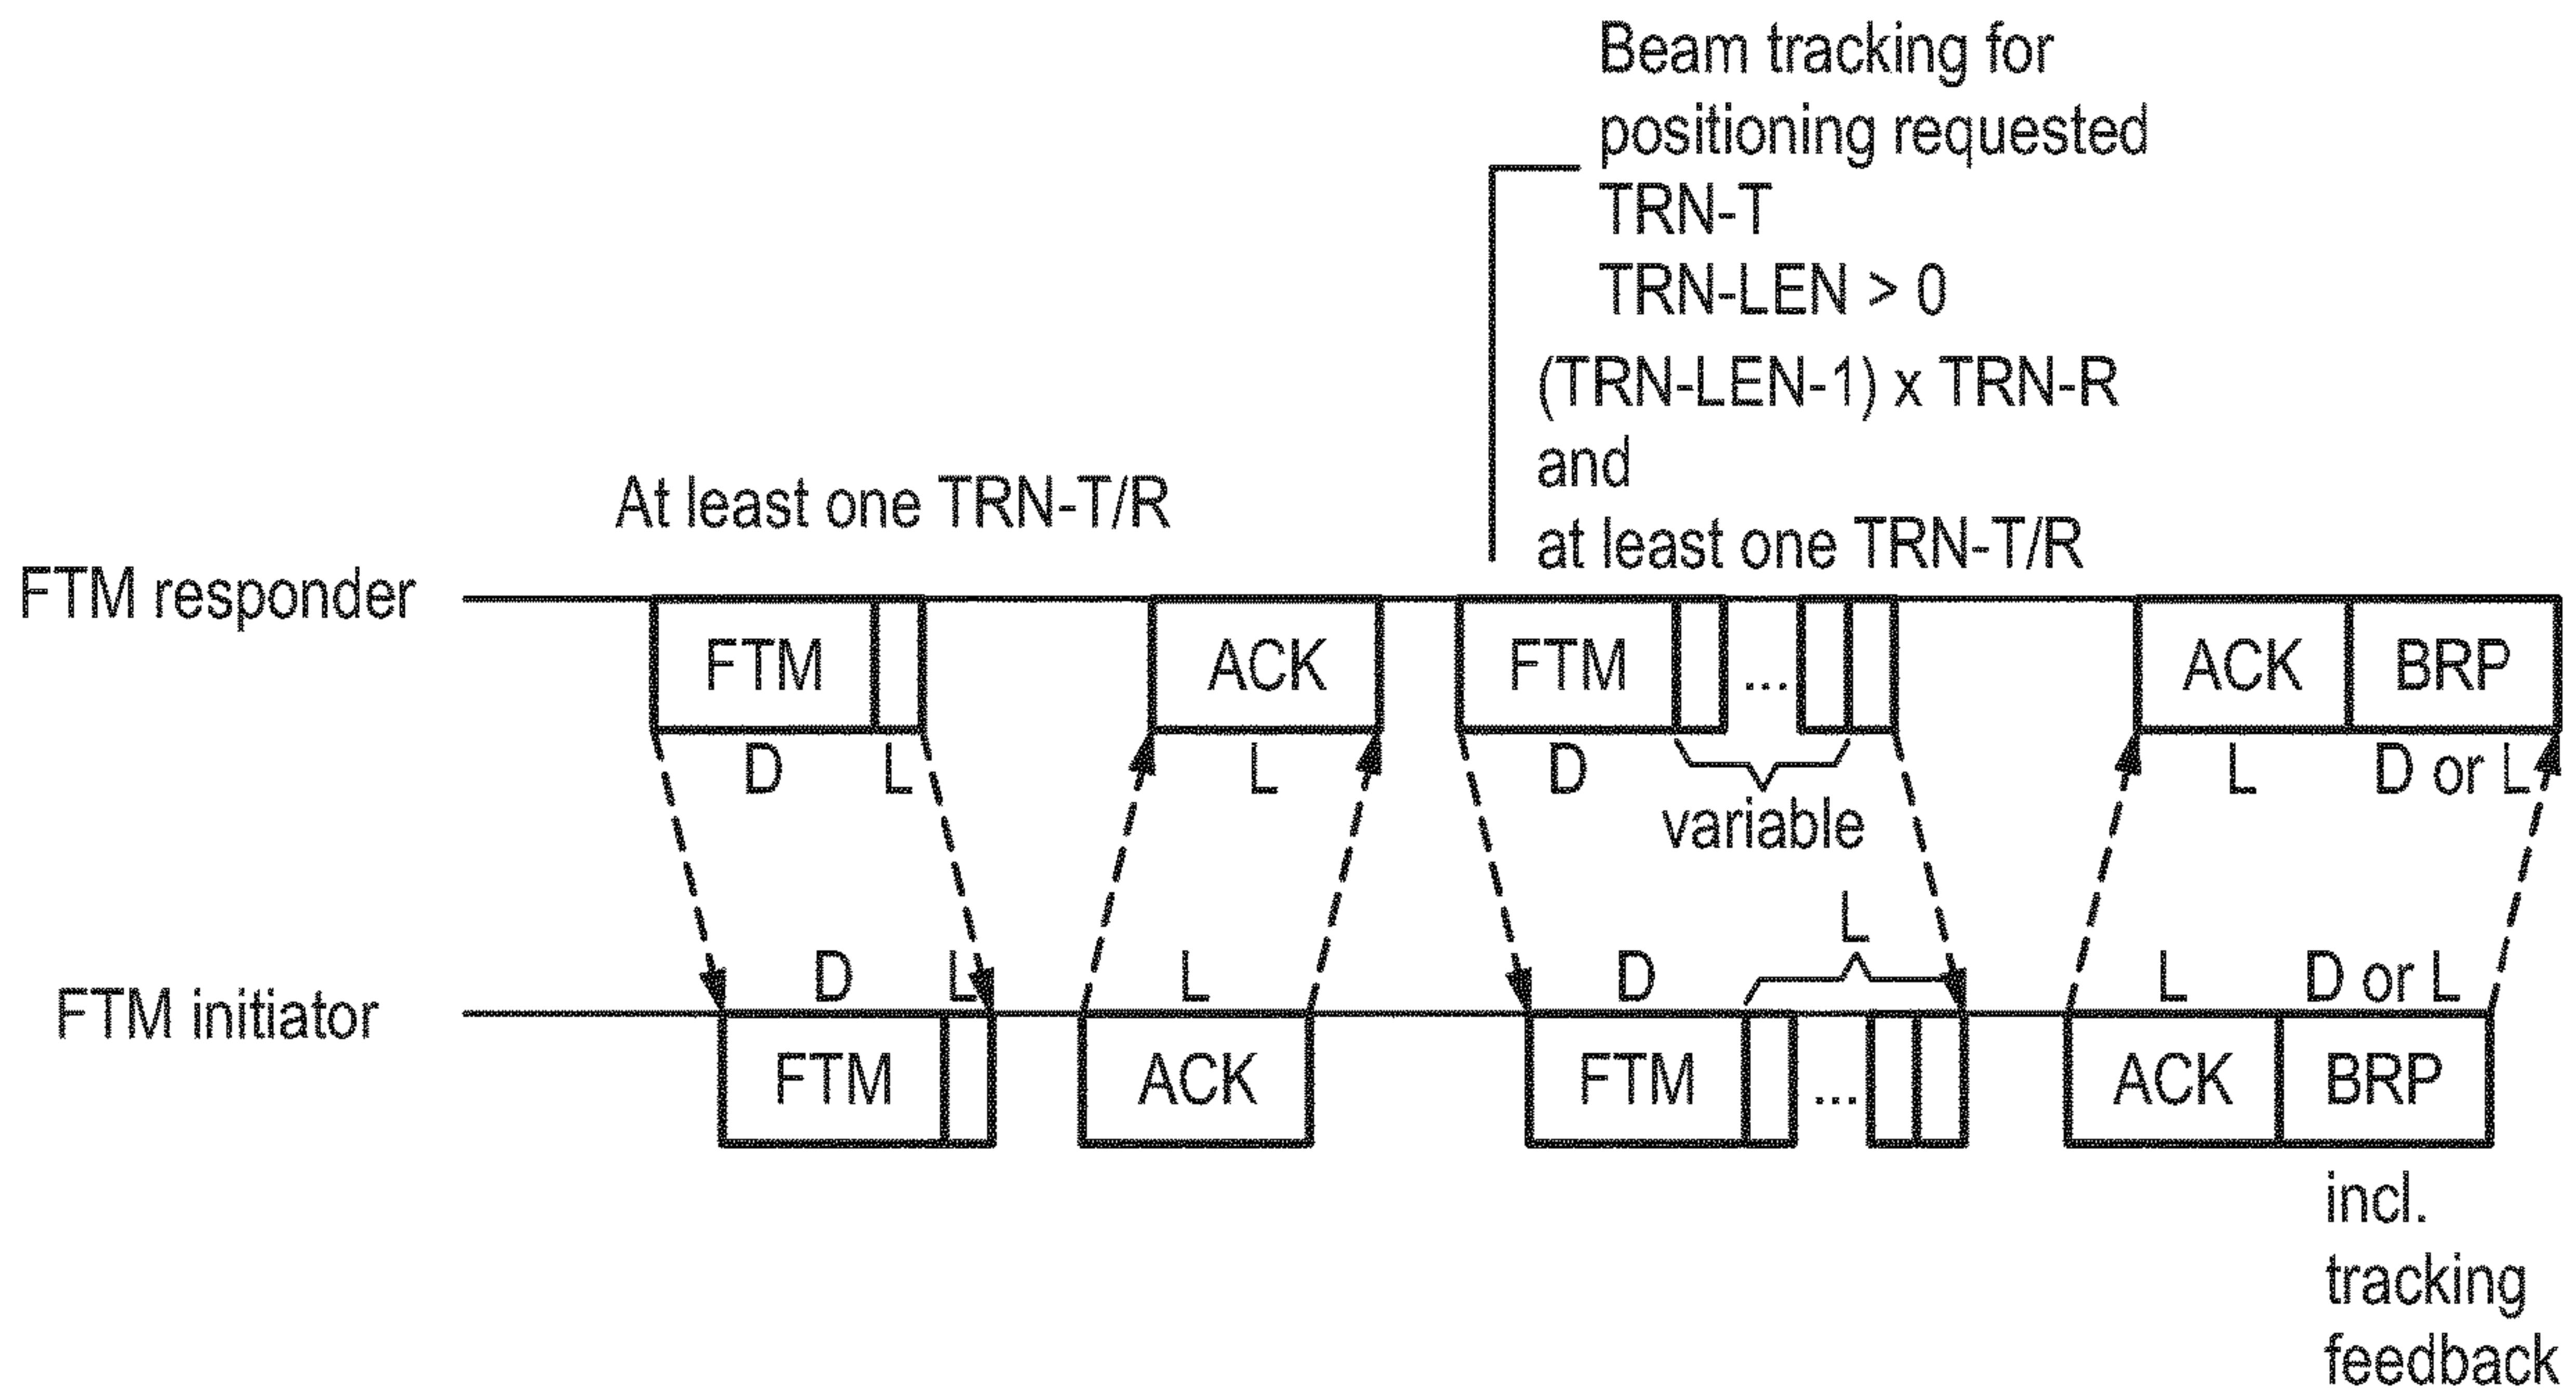 Beam tracking for
positioning requested
TRN-T
TRN-LEN > 0
(TRN-LEN-1) x TRN-R
and
at least one TRN-T/R
At least one TRN-T/R
FTM responder
FTM
ACK
FTM
...
ACK
BRP
D
L
L
D
variable
L
D or L
L
D
L
L
D
L
D or L
FTM initiator
FTM
ACK
FTM
...
ACK
BRP
incl.
tracking
feedback